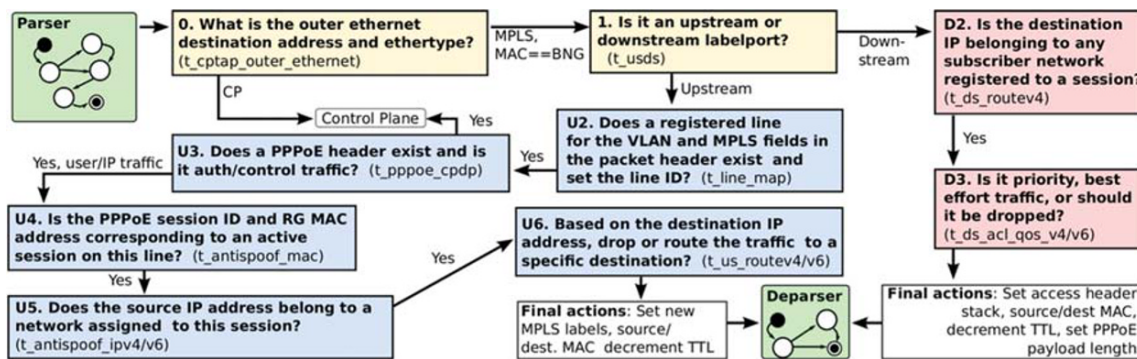 Parser
0. What is the outer ethernet
destination address and ethertype?
(t_cptap_outer_ethernet)
MPLS,
MAC==BNG
1. Is it an upstream or
downstream labelport?
(t_usds)
Down-
stream
D2. Is the destination
IP belonging to any
subscriber network
registered to a session?
(t_ds_routev4)
CP
Control Plane
Yes
Upstream
U2. Does a registered line
for the VLAN and MPLS fields in
the packet header exist and
set the line ID? (t_line_map)
Yes
U3. Does a PPPoE header exist and is
it auth/control traffic? (t_pppoe_cpdp)
Yes, user/IP traffic
Yes
D3. Is it priority, best
effort traffic, or should
it be dropped?
(t_ds_acl_qos_v4/v6)
U4. Is the PPPoE session ID and RG MAC
address corresponding to an active
session on this line? (t_antispoof_mac)
Yes
U5. Does the source IP address belong to a
network assigned to this session?
(t_antispoof_ipv4/v6)
Yes
U6. Based on the destination IP
address, drop or route the traffic to a
specific destination? (t_us_routev4/v6)
Final actions: Set new
MPLS labels, source/
dest. MAC decrement TTL
Deparser
Final actions: Set access header
stack, source/dest MAC,
decrement TTL, set PPPoE
payload length